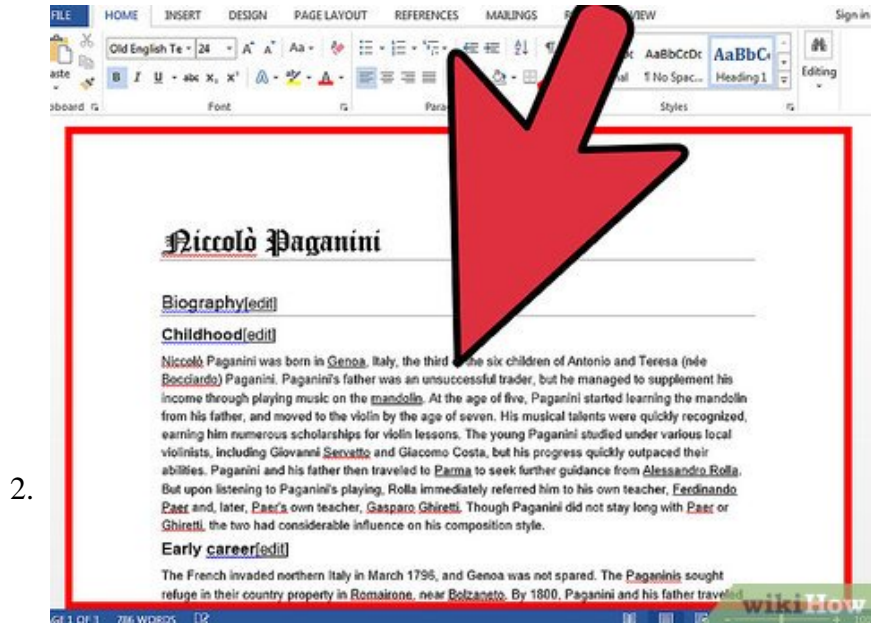 FILE HOME INSERT DESIGN PAGE LAYOUT REFERENCES MAILINGS VIEW Sign in
Old English Te 24 A A Aa AaBbCcDc AaBbC
aste B I U abc x, x' A A ¶ No Spac... Heading 1 Editing
pboard Font Para Styles
Niccolò Paganini
Biography[edit]
Childhood[edit]
Niccolò Paganini was born in Genoa, Italy, the third the six children of Antonio and Teresa (née
Bocciardo) Paganini. Paganini's father was an unsuccessful trader, but he managed to supplement his
income through playing music on the mandolin. At the age of five, Paganini started learning the mandolin
from his father, and moved to the violin by the age of seven. His musical talents were quickly recognized,
earning him numerous scholarships for violin lessons. The young Paganini studied under various local
violinists, including Giovanni Servetto and Giacomo Costa, but his progress quickly outpaced their
abilities. Paganini and his father then traveled to Parma to seek further guidance from Alessandro Rolla.
2.
But upon listening to Paganini's playing, Rolla immediately referred him to his own teacher, Ferdinando
Paer and, later, Paer's own teacher, Gasparo Ghiretti. Though Paganini did not stay long with Paer or
Ghiretti, the two had considerable influence on his composition style.
Early career[edit]
The French invaded northern Italy in March 1796, and Genoa was not spared. The Paganinis sought
refuge in their country property in Romairone, near Bolzaneto. By 1800, Paganini and his father traveled
wikiHow
GE 1 OF 3 786 WORDS